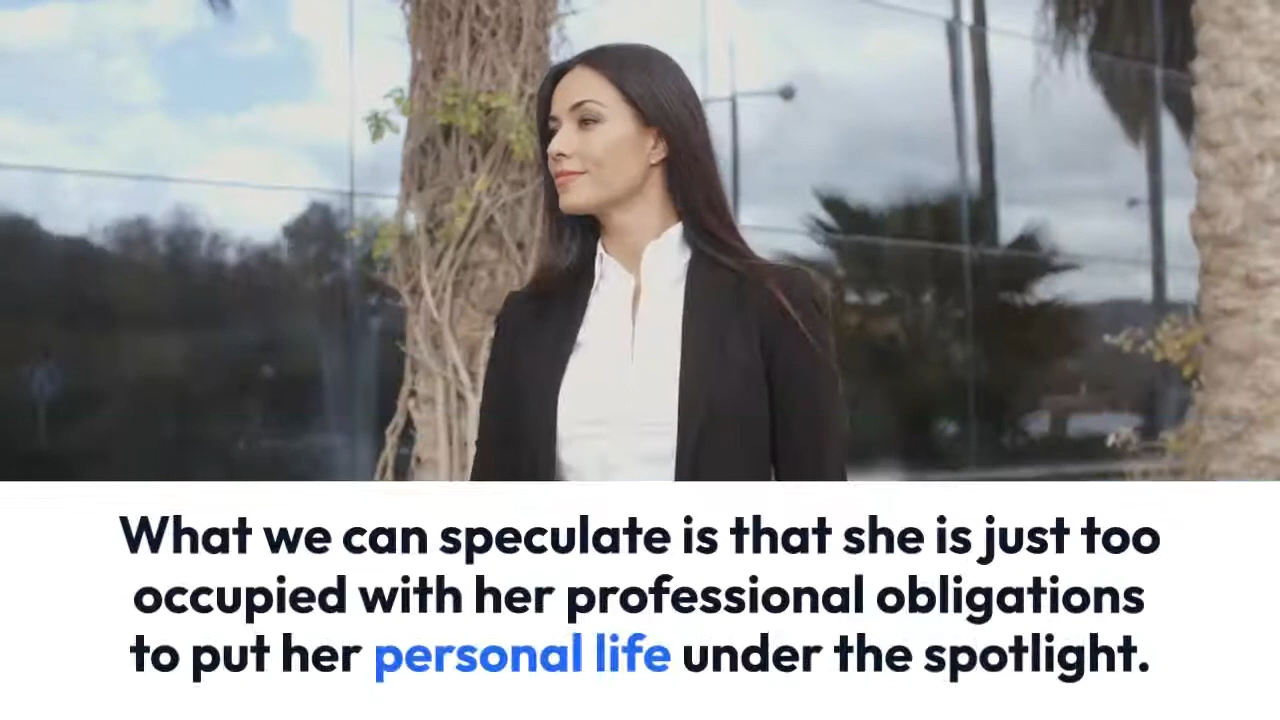 What we can speculate is that she is just too
occupied with her professional obligations
to put her personal life under the spotlight.